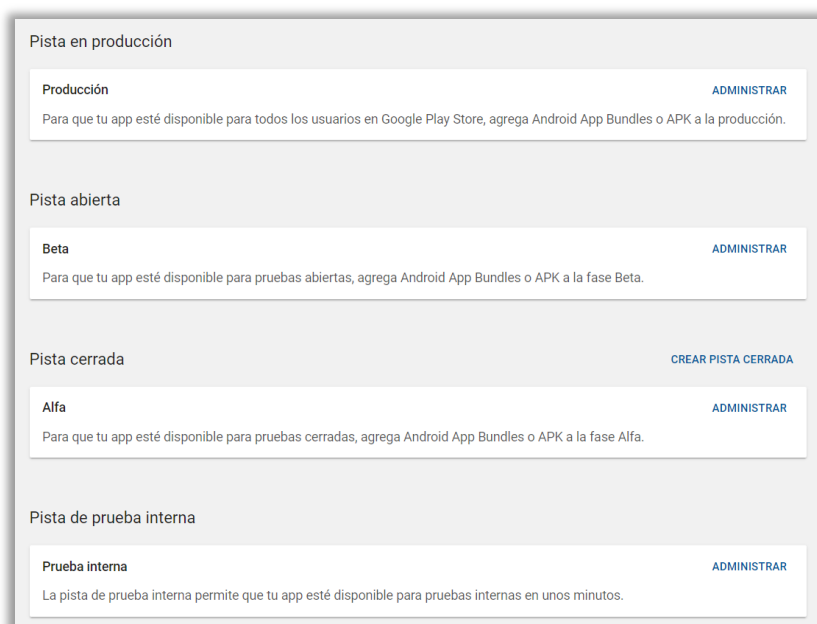 Pista en producción
Producción
ADMINISTRAR
Para que tu app esté disponible para todos los usuarios en Google Play Store, agrega Android App Bundles o APK a la producción.
Pista abierta
Beta
ADMINISTRAR
Para que tu app esté disponible para pruebas abiertas, agrega Android App Bundles o APK a la fase Beta.
Pista cerrada
CREAR PISTA CERRADA
Alfa
ADMINISTRAR
Para que tu app esté disponible para pruebas cerradas, agrega Android App Bundles o APK a la fase Alfa.
Pista de prueba interna
Prueba interna
ADMINISTRAR
La pista de prueba interna permite que tu app esté disponible para pruebas internas en unos minutos.